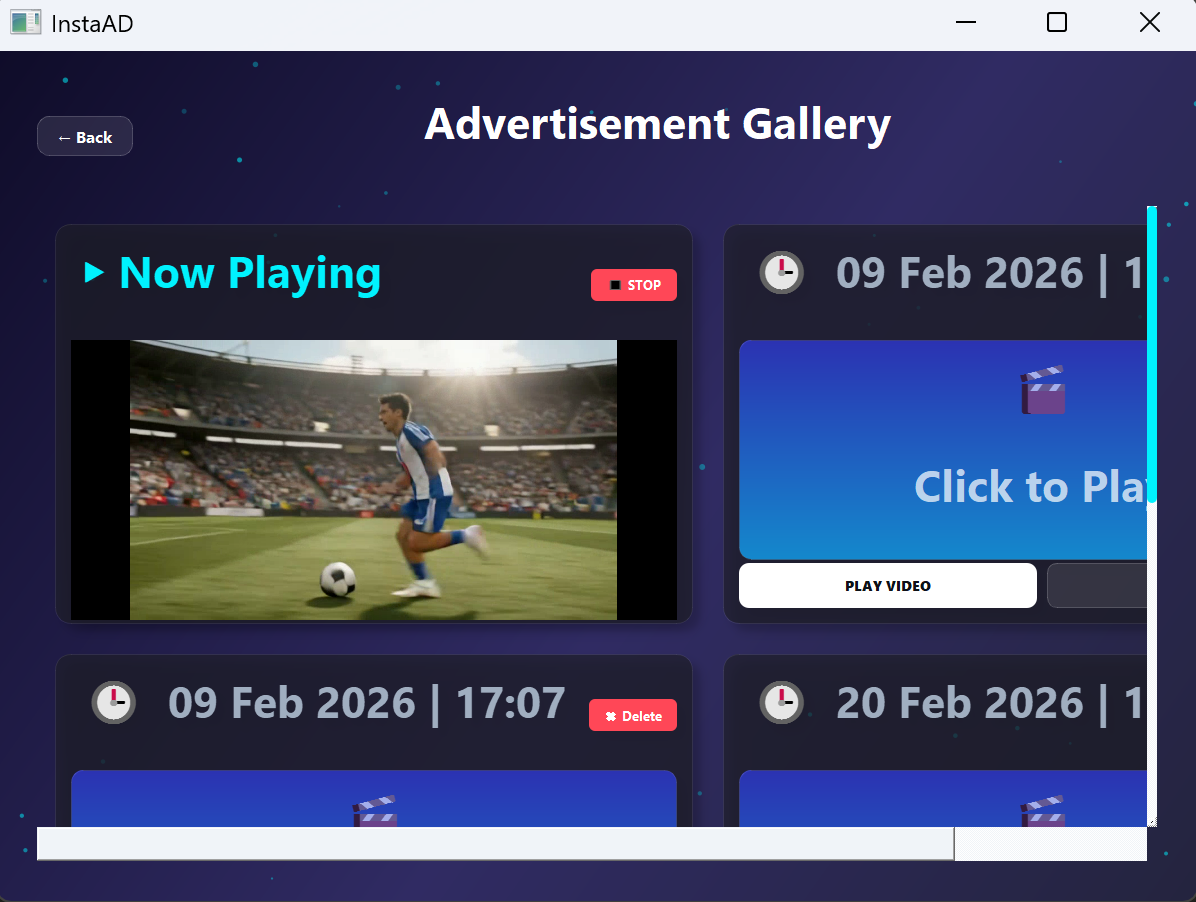 InstaAD
← Back
Advertisement Gallery
▶ Now Playing
■ STOP
09 Feb 2026 | 1
Click to Play
PLAY VIDEO
09 Feb 2026 | 17:07
✖ Delete
20 Feb 2026 | 1